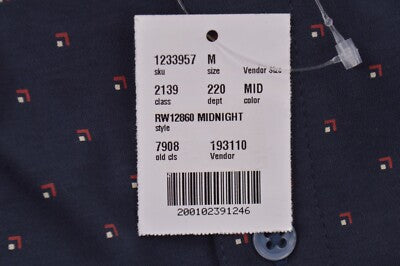 1233957 M
sku size Vendor Size
2139 220 MID
class dept color
RW12860 MIDNIGHT
style
7908 193110
old cls Vendor
200102391246